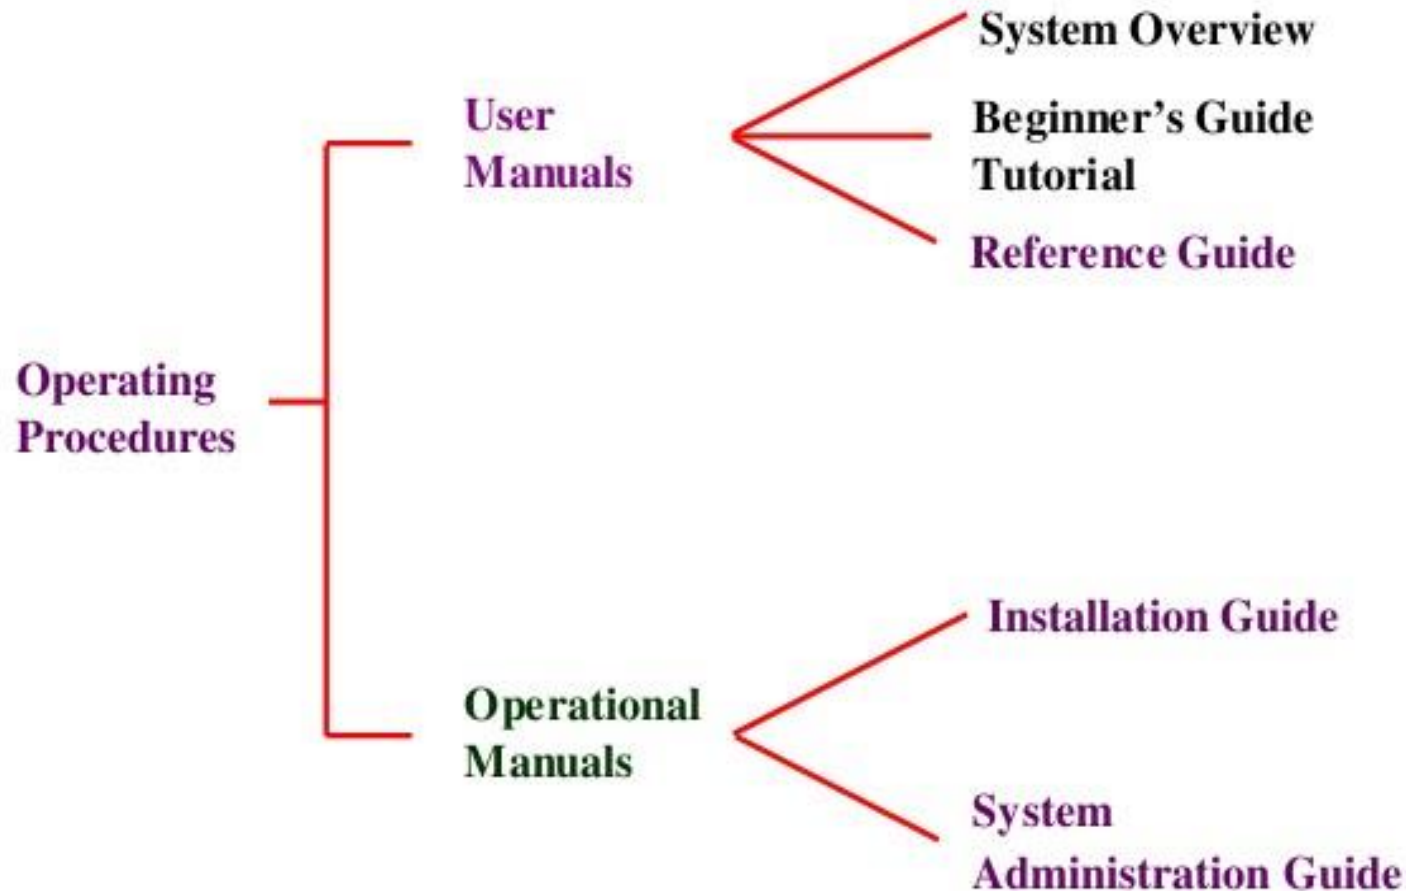 System Overview
User
Manuals
Beginner’s Guide
Tutorial
Reference Guide
Operating
Procedures
Installation Guide
Operational
Manuals
System
Administration Guide